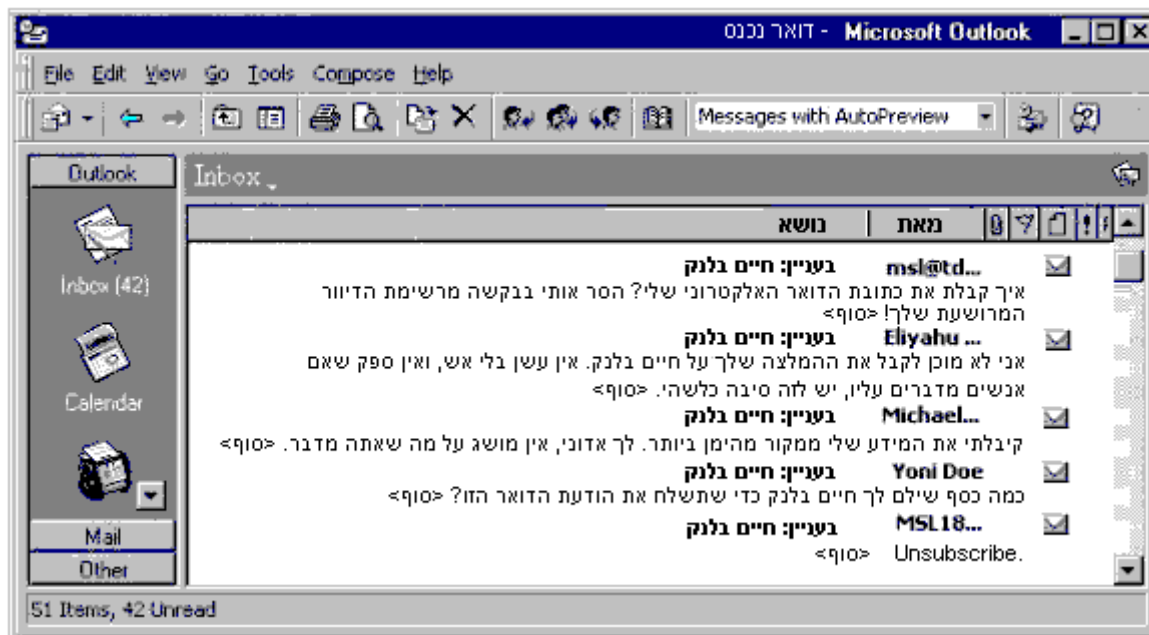 דואר נכנס - Microsoft Outlook
File Edit View Go Tools Compose Help
Messages with AutoPreview
Outlook
Inbox
מאת נושא
Inbox (42)
Calendar
Mail
Other
msl@td... בעניין: חיים בלנק
איך קבלת את כתובת הדואר האלקטרוני שלי? הסר אותי בבקשה מרשימת הדיוור
המרושעת שלך! <סוף>
Eliyahu ... בעניין: חיים בלנק
אני לא מוכן לקבל את ההמלצה שלך על חיים בלנק. אין עשן בלי אש, ואין ספק שאם
אנשים מדברים עליו, יש לזה סיבה כלשהי. <סוף>
Michael... בעניין: חיים בלנק
קיבלתי את המידע שלי ממקור מהימן ביותר. לך אדוני, אין מושג על מה שאתה מדבר. <סוף>
Yoni Doe בעניין: חיים בלנק
כמה כסף שילם לך חיים בלנק כדי שתשלח את הודעת הדואר הזו? <סוף>
MSL18... בעניין: חיים בלנק
Unsubscribe. <סוף>
51 Items, 42 Unread